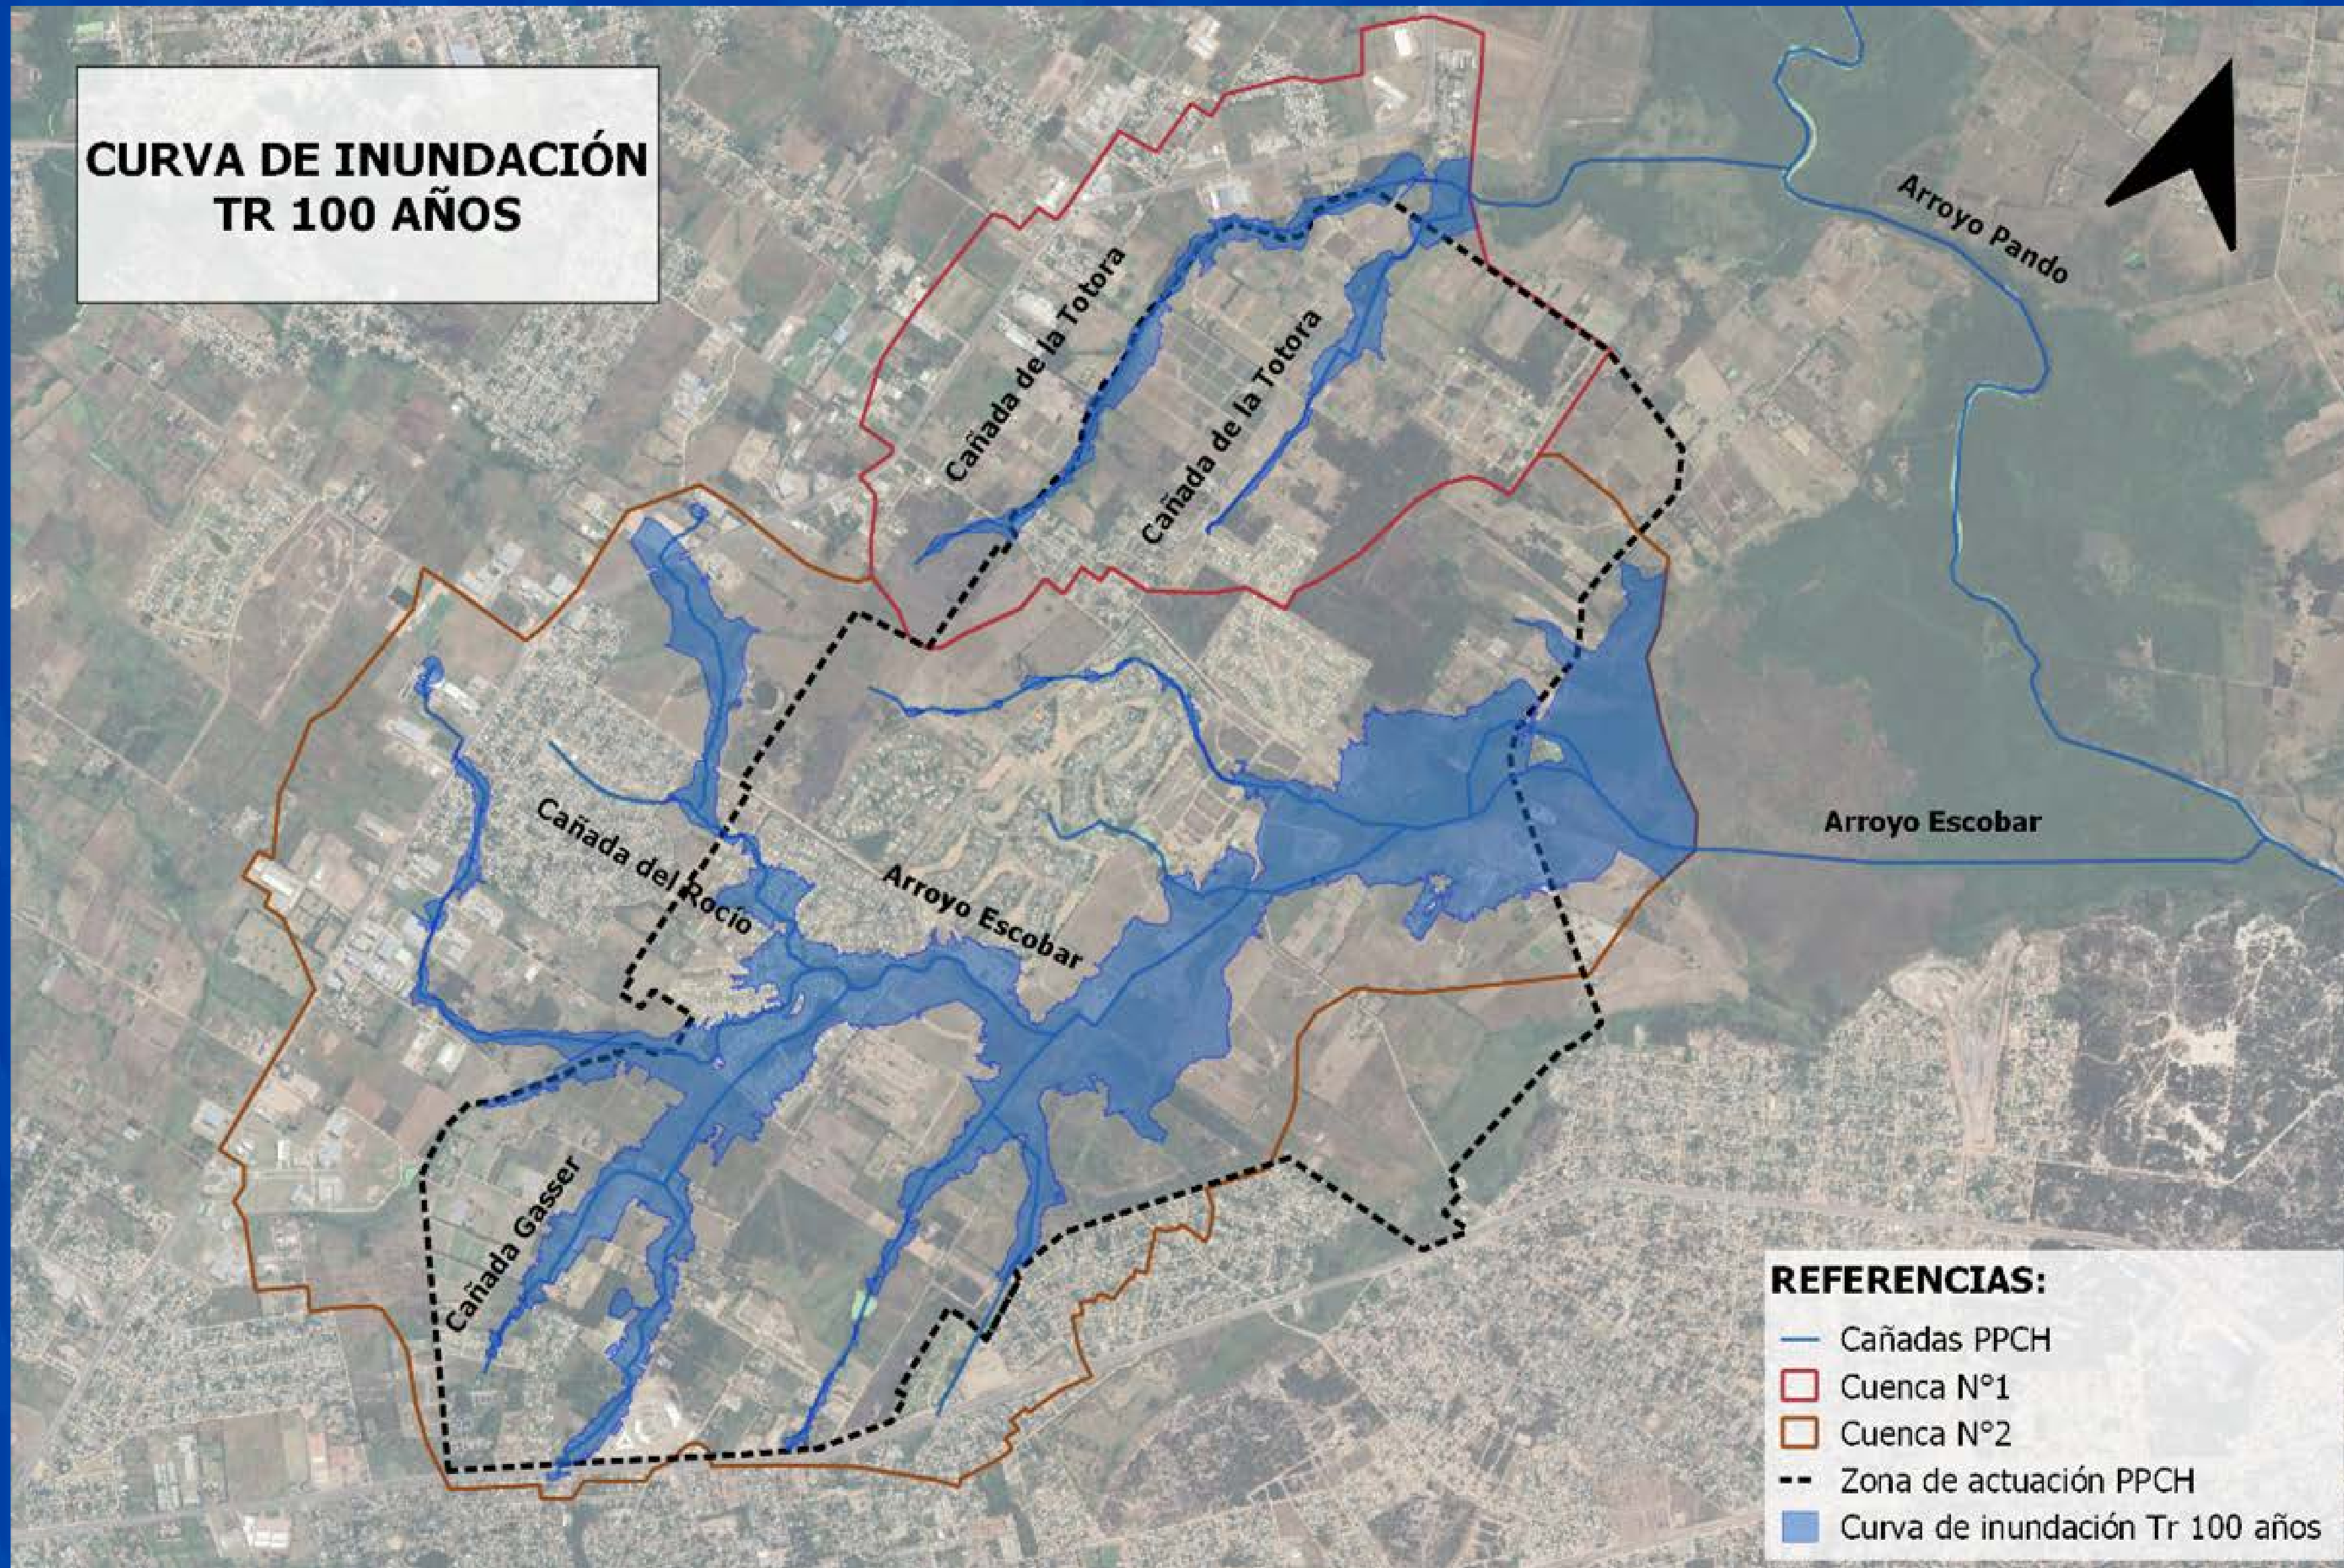 CURVA DE INUNDACIÓN
TR 100 AÑOS
Arroyo Pando
Cañada de la Totora
Cañada de la Totora
Cañada del Rocío
Arroyo Escobar
Arroyo Escobar
Cañada Gasser
REFERENCIAS:
Cañadas PPCH
Cuenca N°1
Cuenca N°2
Zona de actuación PPCH
Curva de inundación Tr 100 años